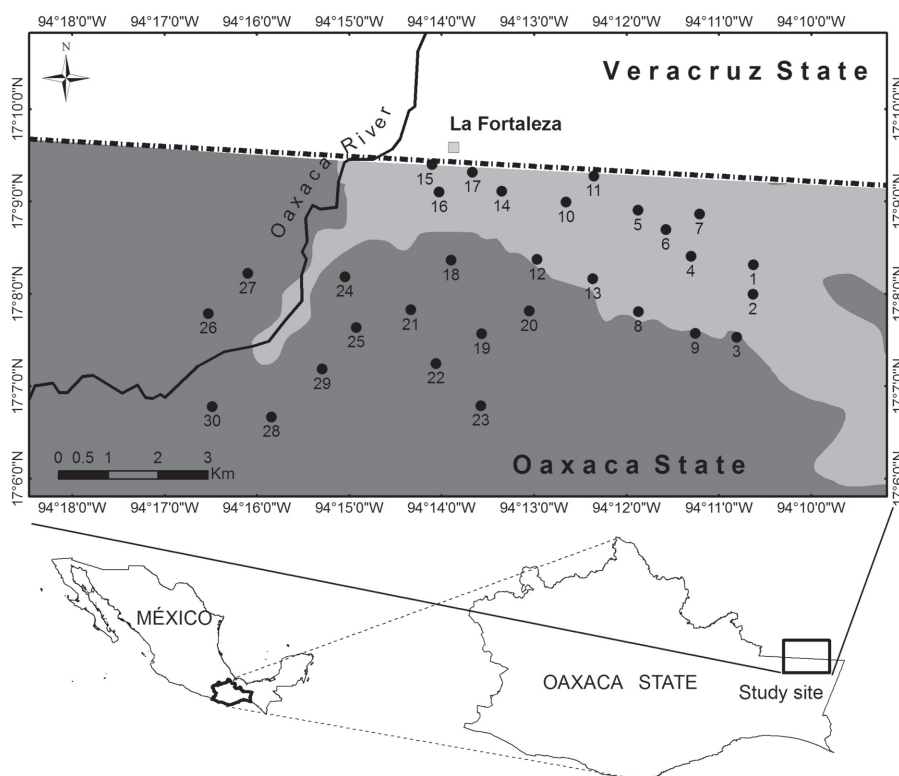 94°18'0"W 94°17'0"W 94°16'0"W 94°15'0"W 94°14'0"W 94°13'0"W 94°12'0"W 94°11'0"W 94°10'0"W
N
Veracruz State
17°10'0"N
17°10'0"N
Oaxaca River
La Fortaleza
17°9'0"N
17°9'0"N
15
17
11
16
14
10
5
7
6
4
1
18
12
27
24
13
2
17°8'0"N
17°8'0"N
26
21
20
8
25
19
9
3
22
29
17°7'0"N
17°7'0"N
30
28
23
0 0.5 1 2 3
Km
Oaxaca State
17°6'0"N
17°6'0"N
94°18'0"W 94°17'0"W 94°16'0"W 94°15'0"W 94°14'0"W 94°13'0"W 94°12'0"W 94°11'0"W 94°10'0"W
MÉXICO
OAXACA STATE
Study site